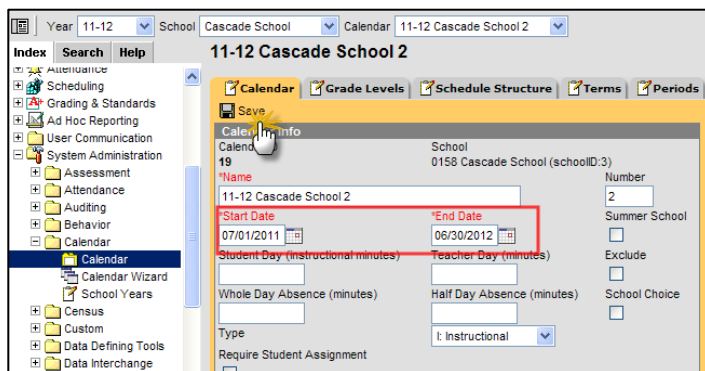 Year 11-12 School Cascade School Calendar 11-12 Cascade School 2
Index Search Help
11-12 Cascade School 2
Attendance
Scheduling
Grading & Standards
Ad Hoc Reporting
User Communication
System Administration
Assessment
Attendance
Auditing
Behavior
Calendar
Calendar
Calendar Wizard
School Years
Census
Custom
Data Defining Tools
Data Interchange
Calendar Grade Levels Schedule Structure Terms Periods
Save
Calendar Info
School
19 0158 Cascade School (schoolID:3)
*Name Number
11-12 Cascade School 2 2
*Start Date *End Date Summer School
07/01/2011 06/30/2012
Student Day (instructional minutes) Teacher Day (minutes) Exclude
Whole Day Absence (minutes) Half Day Absence (minutes) School Choice
Type I: Instructional
Require Student Assignment